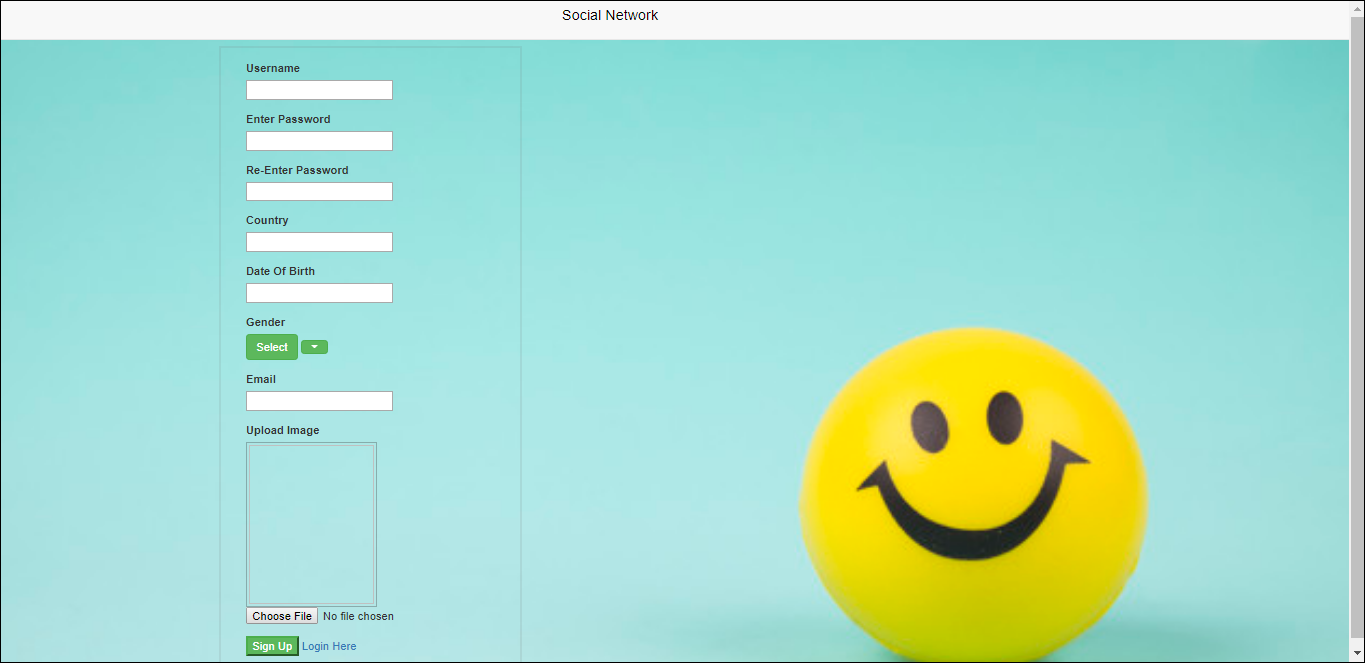 Social Network
Username
Enter Password
Re-Enter Password
Country
Date Of Birth
Gender
Select
Email
Upload Image
Choose File No file chosen
Sign Up Login Here